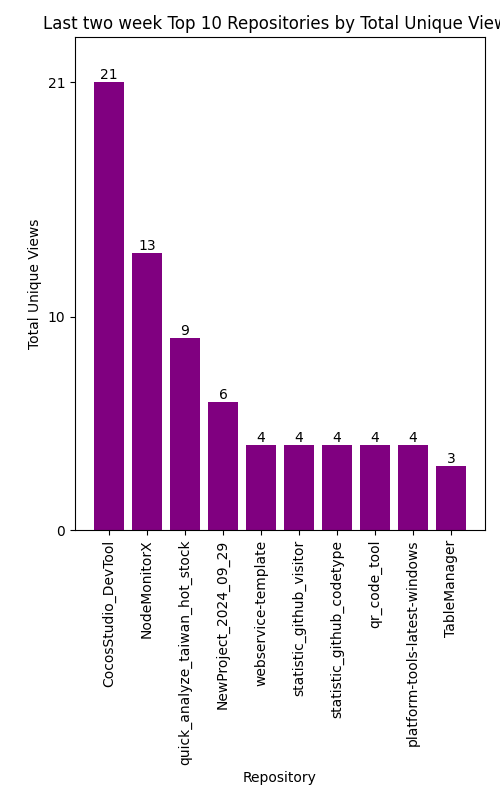 Last two week Top 10 Repositories by Total Unique View
21
10
0
Total Unique Views
21
13
9
6
4
4
4
4
4
3
CocosStudio_DevTool
NodeMonitorX
quick_analyze_taiwan_hot_stock
NewProject_2024_09_29
webservice-template
statistic_github_visitor
statistic_github_codetype
qr_code_tool
platform-tools-latest-windows
TableManager
Repository